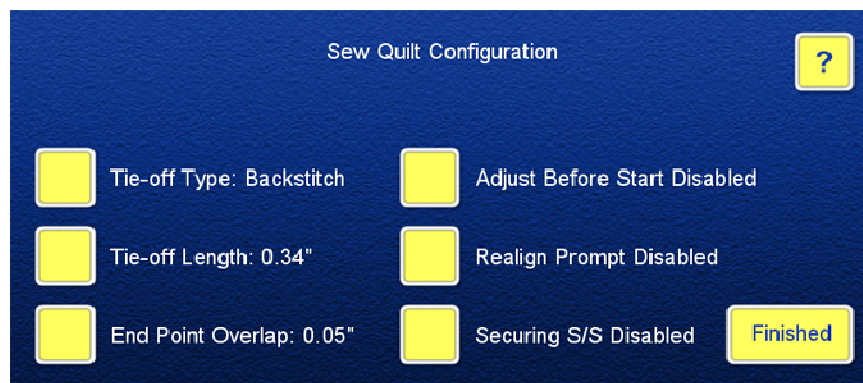 Sew Quilt Configuration
?
Tie-off Type: Backstitch
Adjust Before Start Disabled
Tie-off Length: 0.34"
Realign Prompt Disabled
End Point Overlap: 0.05"
Securing S/S Disabled
Finished